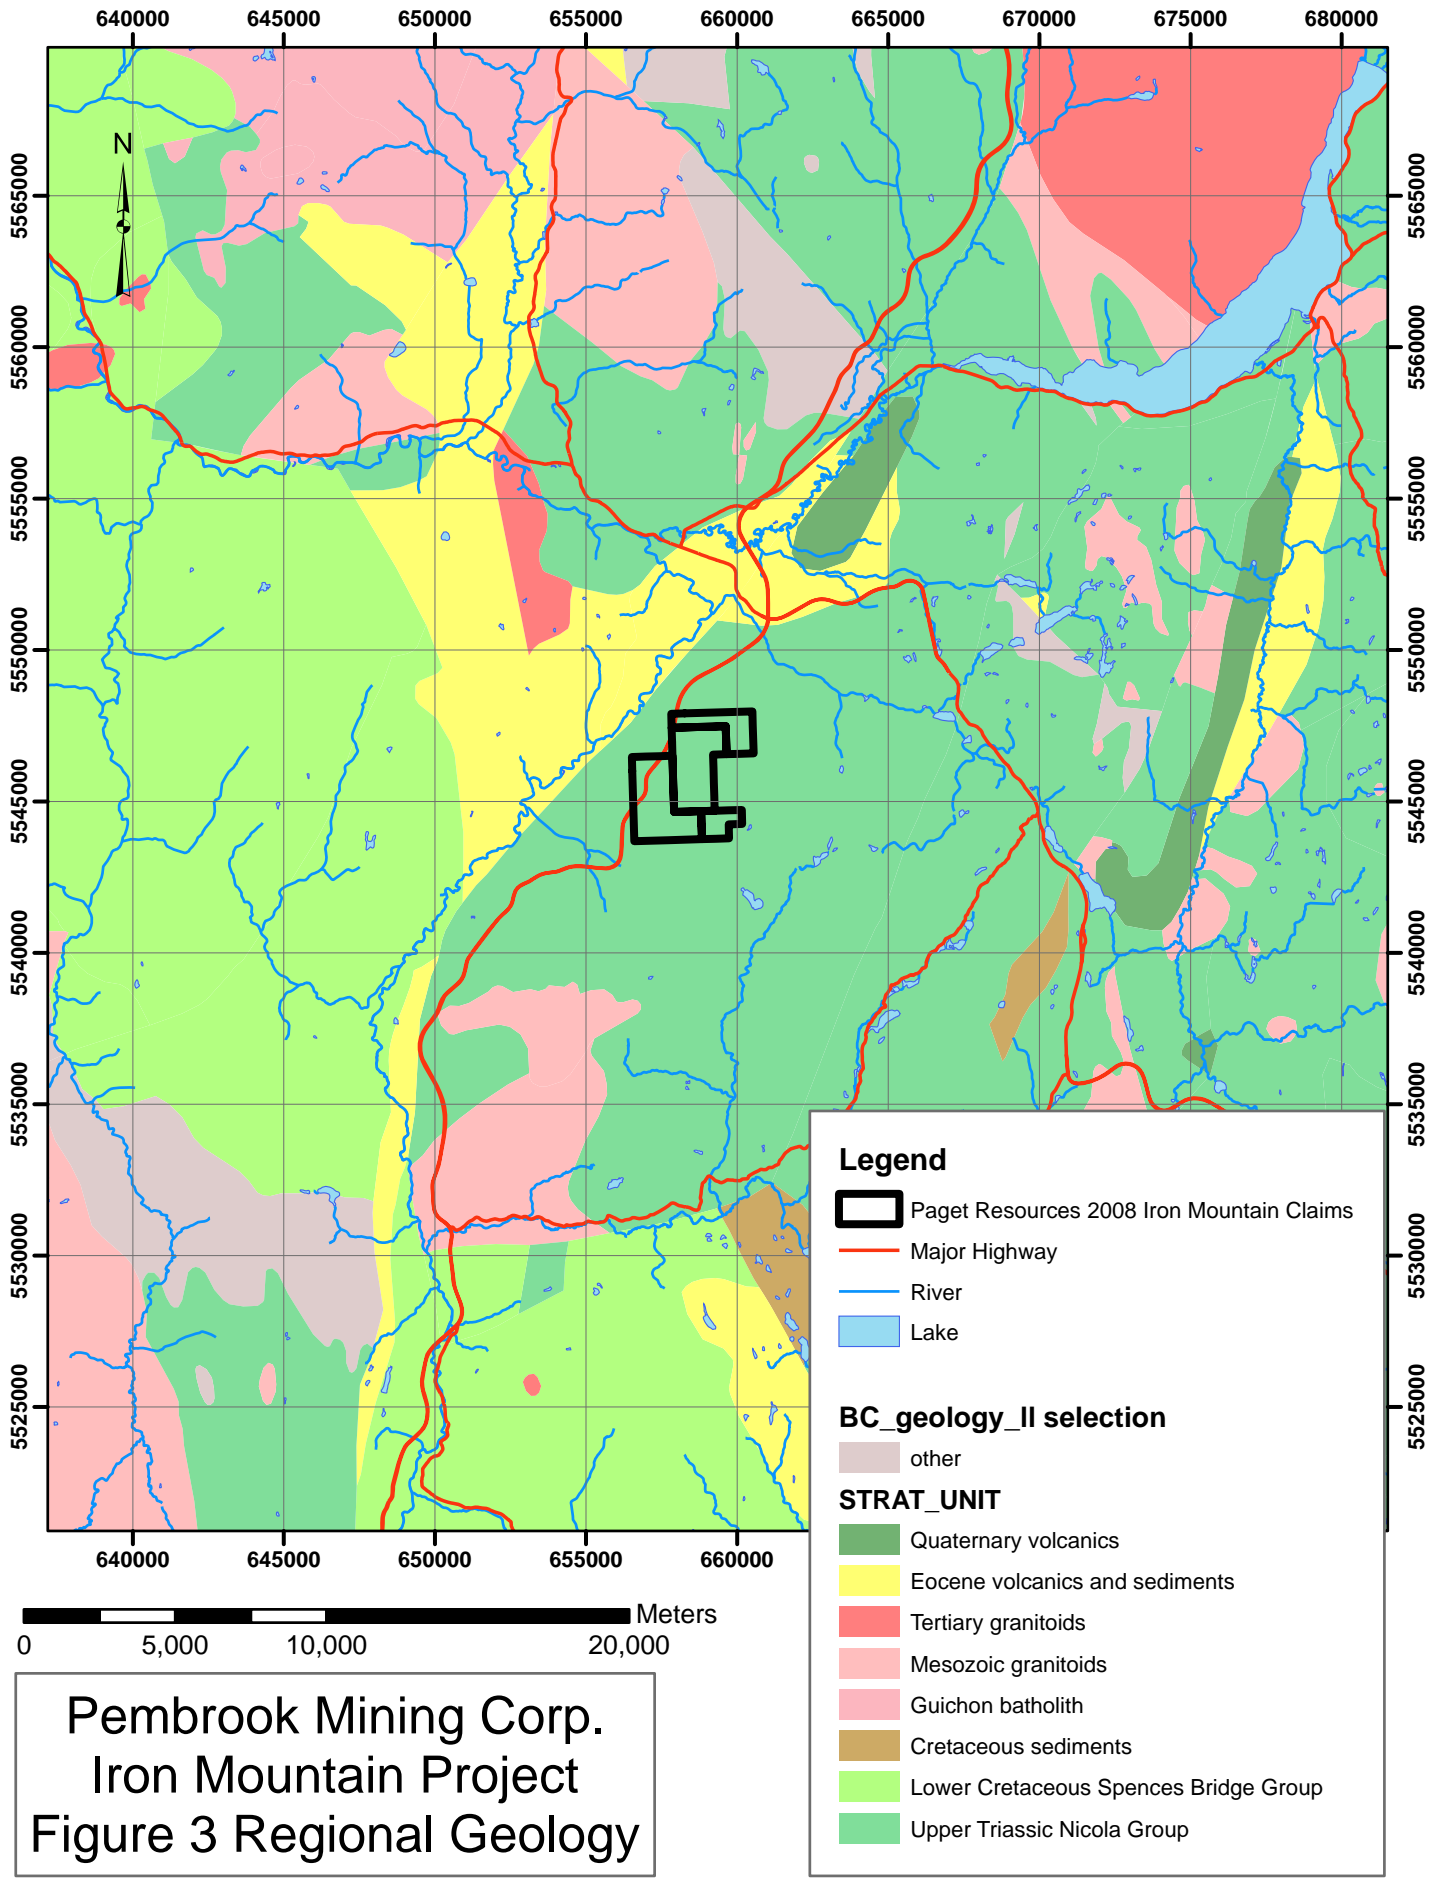 640000 645000 650000 655000 660000 665000 670000 675000 680000
N
5565000 5565000
5560000 5560000
5555000 5555000
5550000 5550000
5545000 5545000
5540000 5540000
5535000 5535000
5530000 5530000
5525000 5525000
640000 645000 650000 655000 660000
Legend
Paget Resources 2008 Iron Mountain Claims
Major Highway
River
Lake
BC_geology_II selection
other
STRAT_UNIT
Quaternary volcanics
Eocene volcanics and sediments
Tertiary granitoids
Mesozoic granitoids
Guichon batholith
Cretaceous sediments
Lower Cretaceous Spences Bridge Group
Upper Triassic Nicola Group
Meters
0 5,000 10,000 20,000
Pembrook Mining Corp.
Iron Mountain Project
Figure 3 Regional Geology